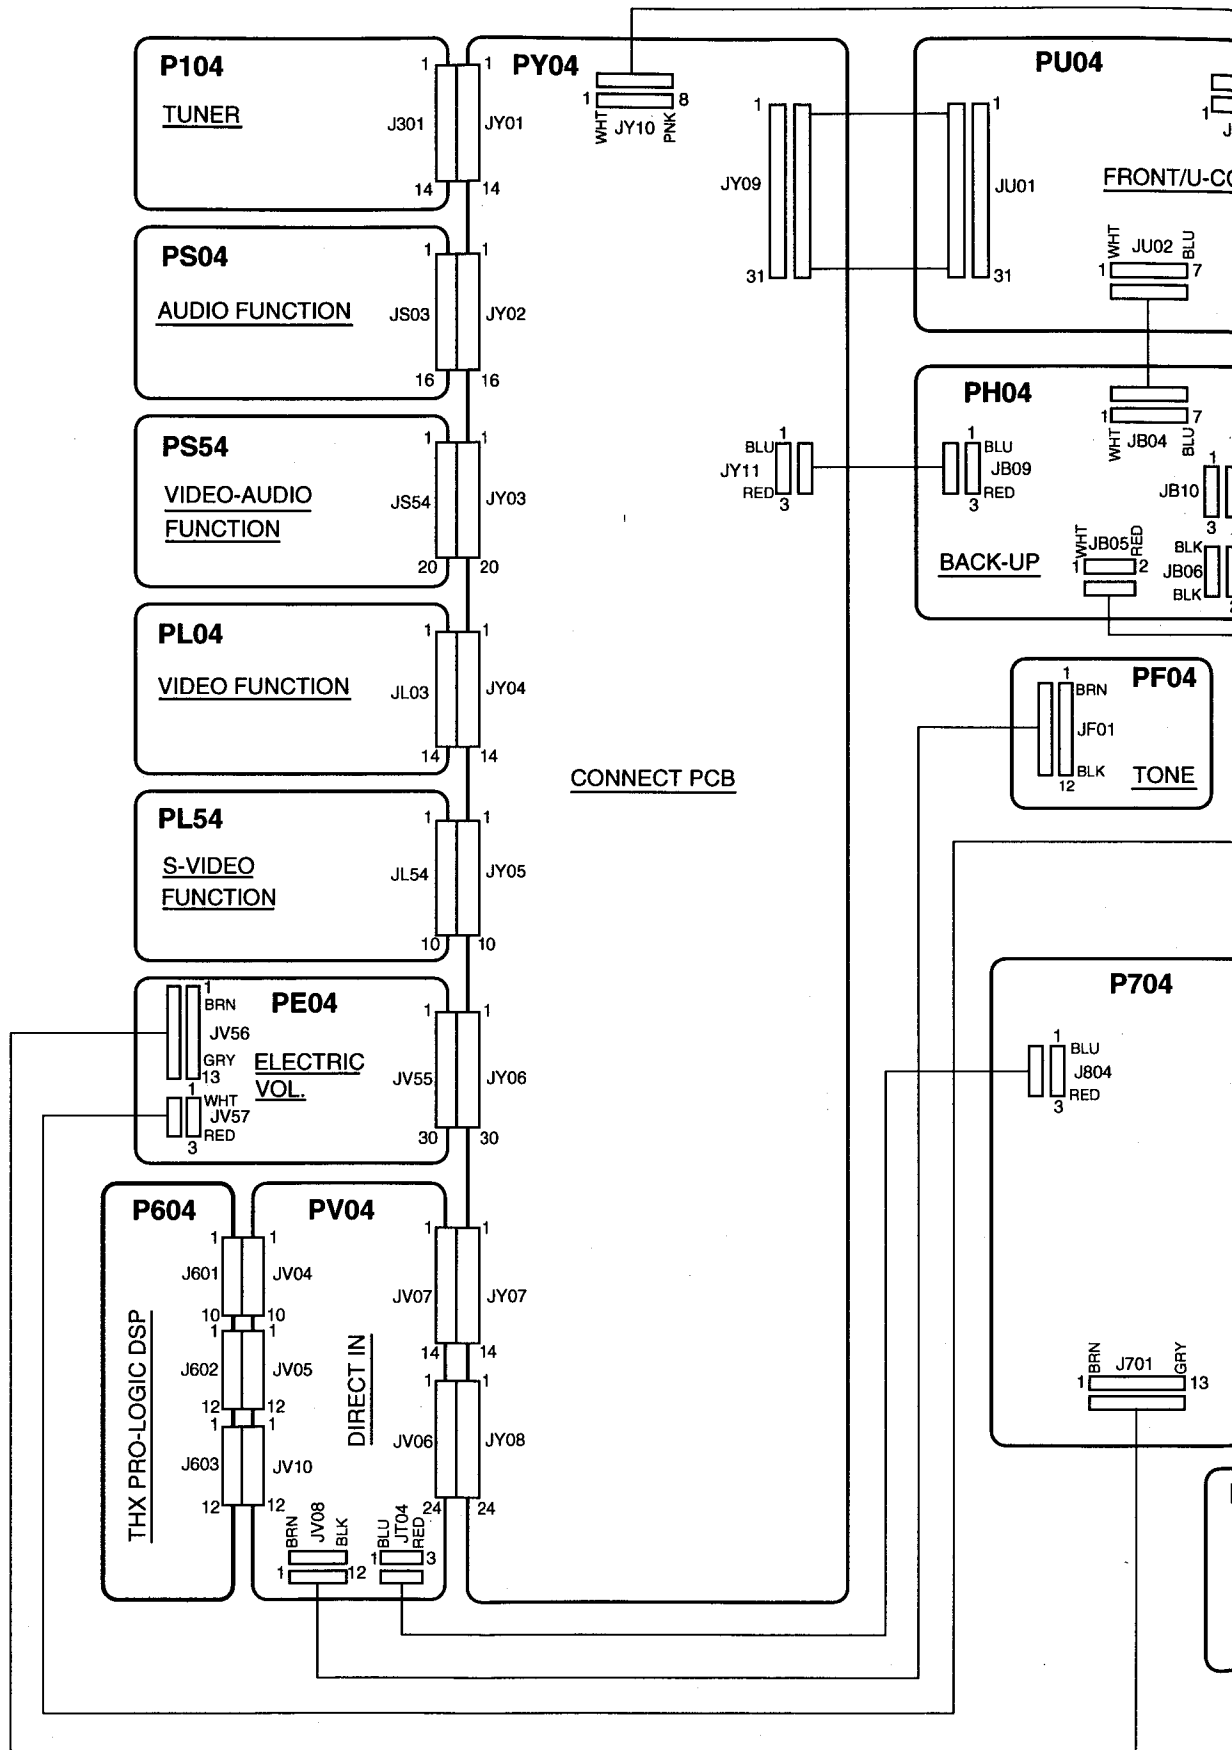 P104
TUNER
1
J301
14
1
JY01
14
PY04
1
8
WHT
JY10
PNK
1
JY09
31
PU04
1
JU01
31
1
FRONT/U-CO
WHT
JU02
BLU
1
7
PS04
AUDIO FUNCTION
1
JS03
16
1
JY02
16
PH04
1
7
WHT
JB04
BLU
PS54
VIDEO-AUDIO
FUNCTION
1
JS54
20
1
JY03
20
1
BLU
JY11
RED
3
1
BLU
JB09
RED
3
1
JB10
3
BACK-UP
WHT
JB05
RED
1
2
BLK
JB06
BLK
PL04
VIDEO FUNCTION
1
JL03
14
1
JY04
14
CONNECT PCB
PF04
1
BRN
JF01
BLK
12
TONE
PL54
S-VIDEO
FUNCTION
1
JL54
10
1
JY05
10
PE04
1
BRN
JV56
GRY
13
ELECTRIC
VOL.
1
WHT
JV57
RED
3
1
JV55
30
1
JY06
30
P704
1
BLU
J804
RED
3
BRN
J701
GRY
1
13
P604
THX PRO-LOGIC DSP
1
J601
10
1
J602
12
1
J603
12
PV04
DIRECT IN
1
JV04
10
1
JV05
12
1
JV10
12
1
JV07
14
1
JY07
14
1
JV06
24
1
JY08
24
BRN
JV08
BLK
1
12
BLU
JT04
RED
1
3